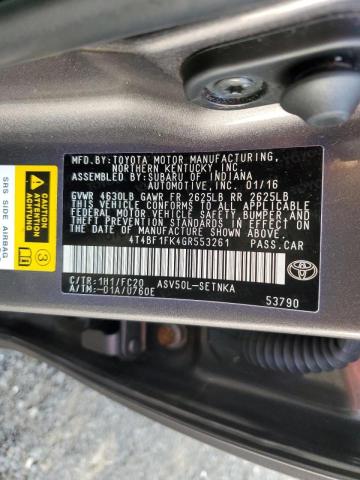 MFD.BY:TOYOTA MOTOR MANUFACTURING,
NORTHERN KENTUCKY, INC.
ASSEMBLED BY:SUBARU OF INDIANA
AUTOMOTIVE, INC. 01/16
GVWR 4630LB GAWR FR 2625LB RR 2625LB
THIS VEHICLE CONFORMS TO ALL APPLICABLE
FEDERAL MOTOR VEHICLE SAFETY, BUMPER, AND
THEFT PREVENTION STANDARDS IN EFFECT ON
THE DATE OF MANUFACTURE SHOWN ABOVE.
4T4BF1FK4GR553261 PASS.CAR
C/TR:1H1/FC20 ASV50L-SETNKA
A/TM:-01A/U760E
53790
TOYOTA
CAUTION
ACHTUNG
SRS SIDE AIRBAG
3